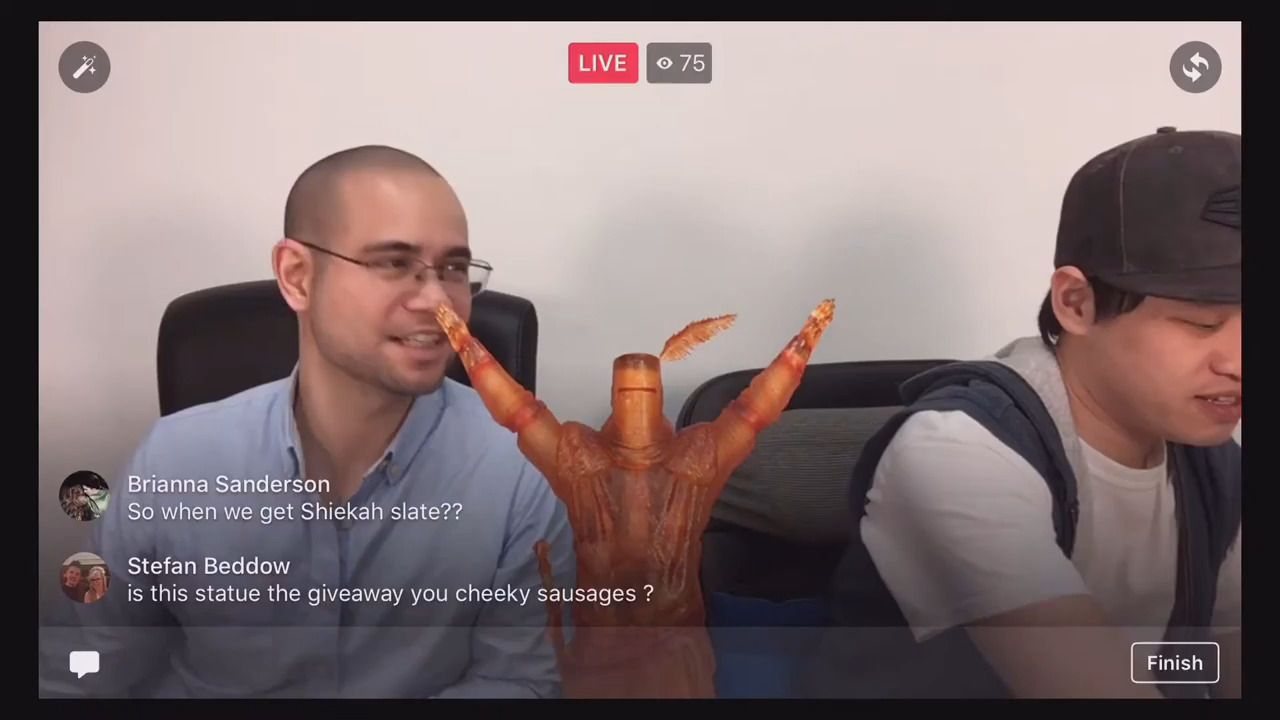 LIVE 75
Brianna Sanderson
So when we get Shiekah slate??
Stefan Beddow
is this statue the giveaway you cheeky sausages ?
Finish